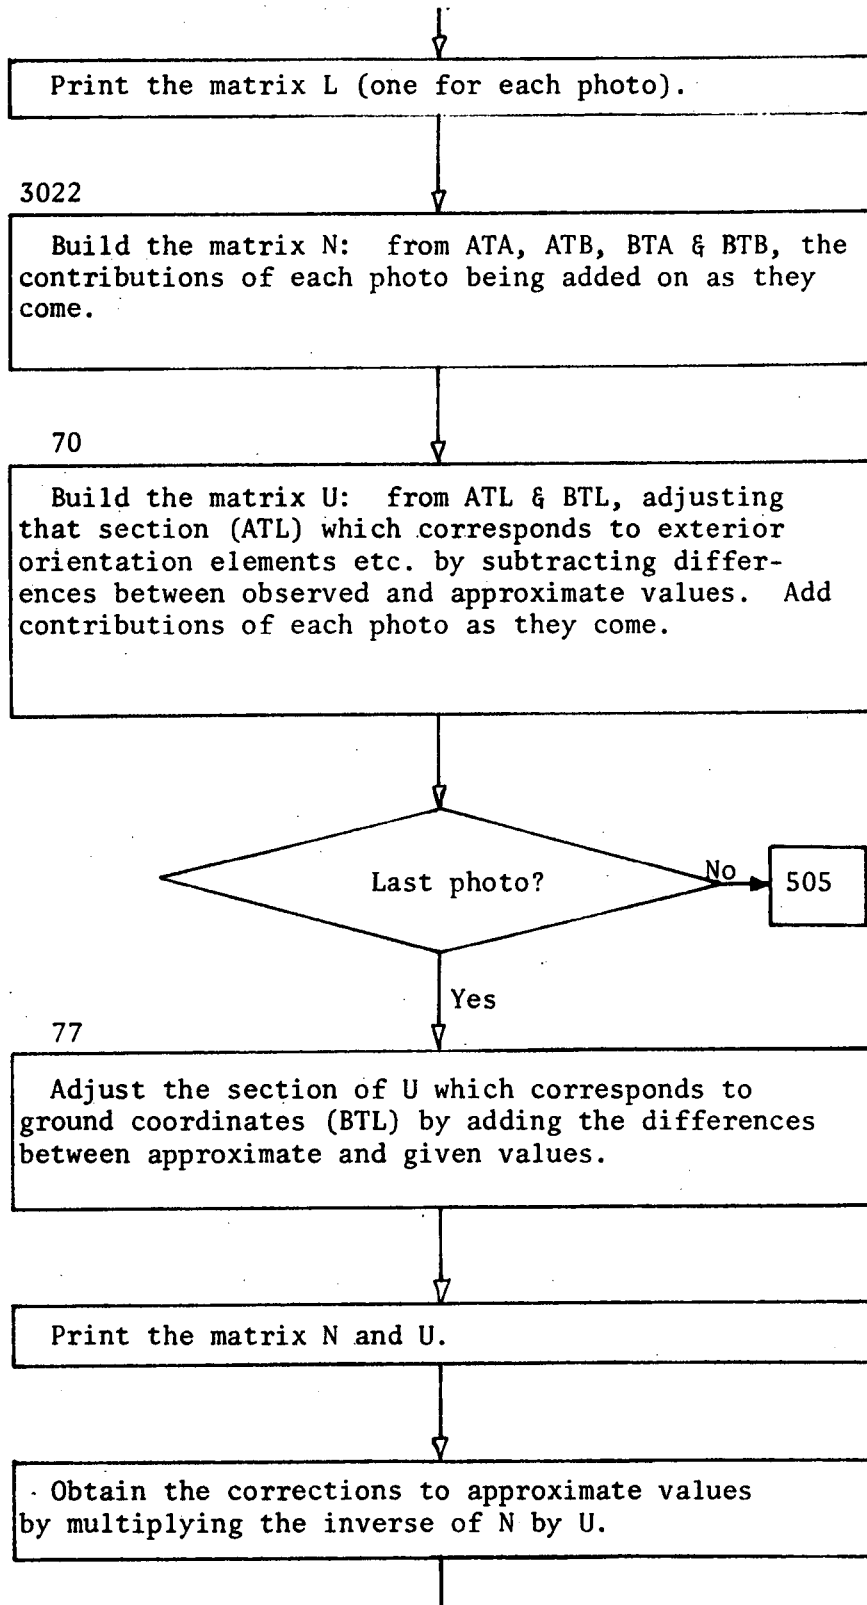 Print the matrix L (one for each photo).
3022
Build the matrix N: from ATA, ATB, BTA & BTB, the
contributions of each photo being added on as they
come.
70
Build the matrix U: from ATL & BTL, adjusting
that section (ATL) which corresponds to exterior
orientation elements etc. by subtracting differ-
ences between observed and approximate values. Add
contributions of each photo as they come.
Last photo?
No
505
Yes
77
Adjust the section of U which corresponds to
ground coordinates (BTL) by adding the differences
between approximate and given values.
Print the matrix N and U.
Obtain the corrections to approximate values
by multiplying the inverse of N by U.